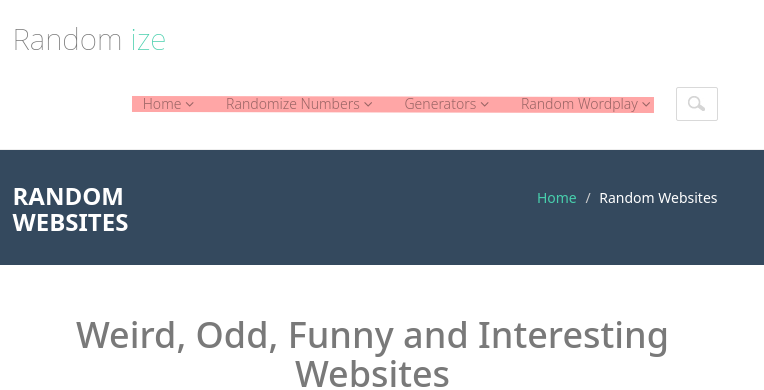 Random ize
Home Randomize Numbers Generators Random Wordplay
RANDOM
WEBSITES
Home / Random Websites
Weird, Odd, Funny and Interesting
Websites